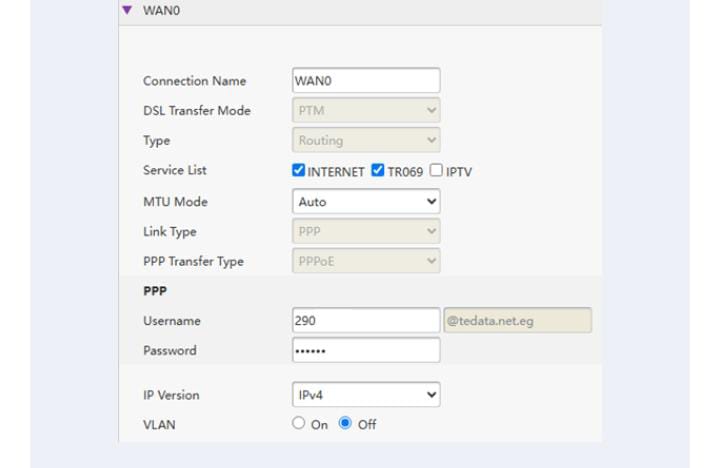 WAN0
Connection Name WAN0
DSL Transfer Mode PTM
Type Routing
Service List INTERNET TR069 IPTV
MTU Mode Auto
Link Type PPP
PPP Transfer Type PPPoE
PPP
Username 290 @tedata.net.eg
Password ••••••
IP Version IPv4
VLAN On Off